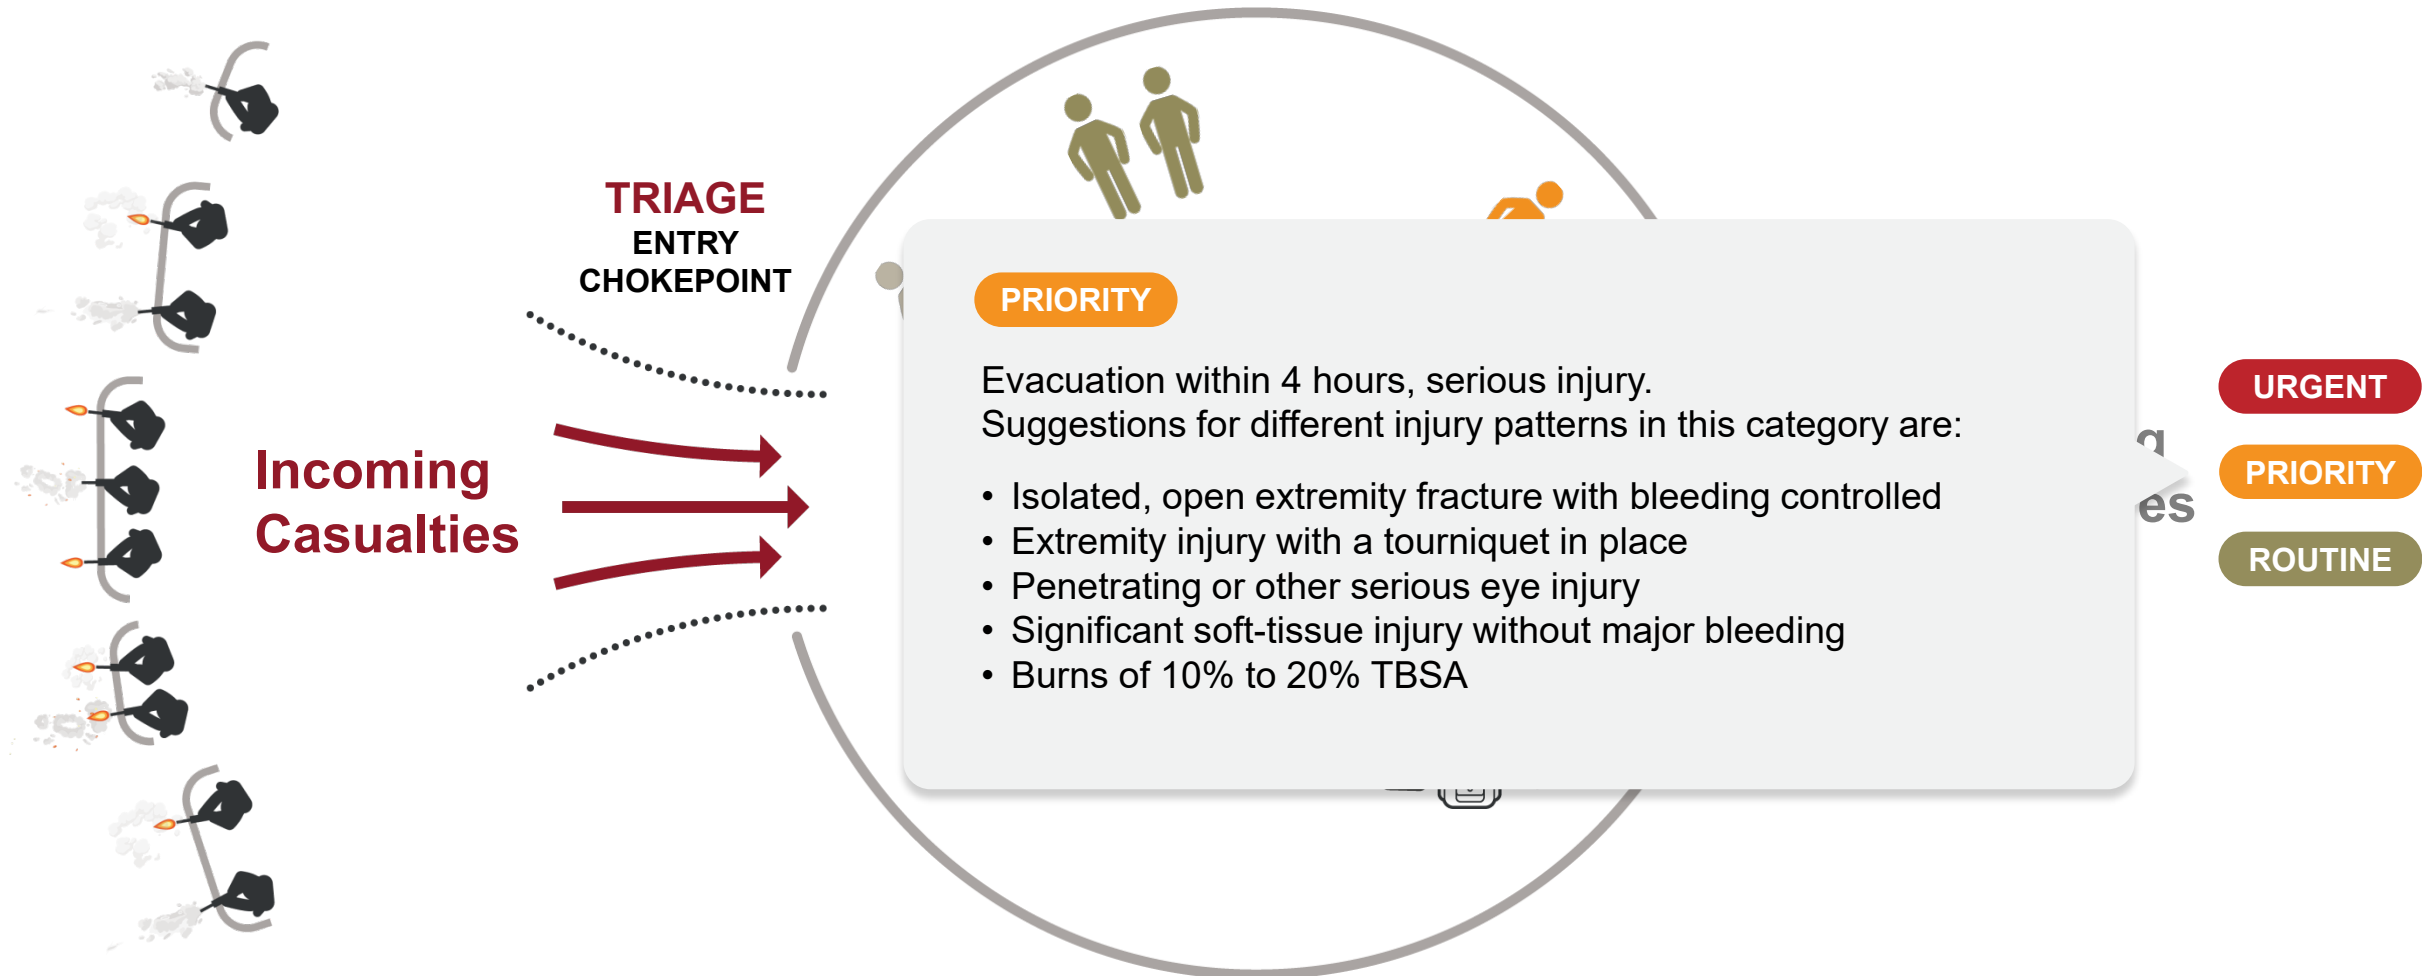 TRIAGE
ENTRY
CHOKEPOINT
Incoming
Casualties
PRIORITY
Evacuation within 4 hours, serious injury.
Suggestions for different injury patterns in this category are:
• Isolated, open extremity fracture with bleeding controlled
• Extremity injury with a tourniquet in place
• Penetrating or other serious eye injury
• Significant soft-tissue injury without major bleeding
• Burns of 10% to 20% TBSA
URGENT
PRIORITY
ROUTINE